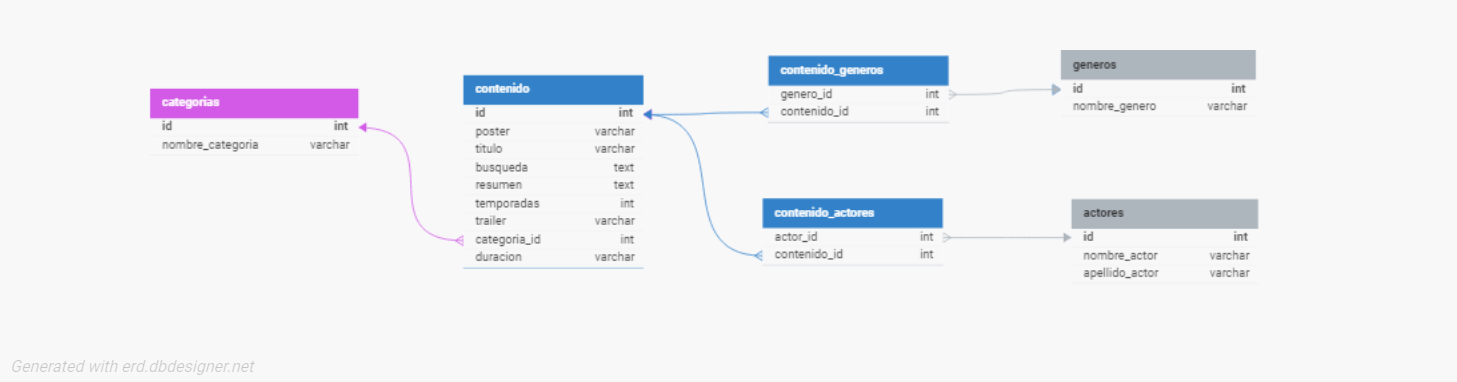 categorias
id int
nombre_categoria varchar
contenido
id int
poster varchar
titulo varchar
busqueda text
resumen text
temporadas int
trailer varchar
categoria_id int
duracion varchar
contenido_generos
genero_id int
contenido_id int
generos
id int
nombre_genero varchar
contenido_actores
actor_id int
contenido_id int
actores
id int
nombre_actor varchar
apellido_actor varchar
Generated with erd.dbdesigner.net